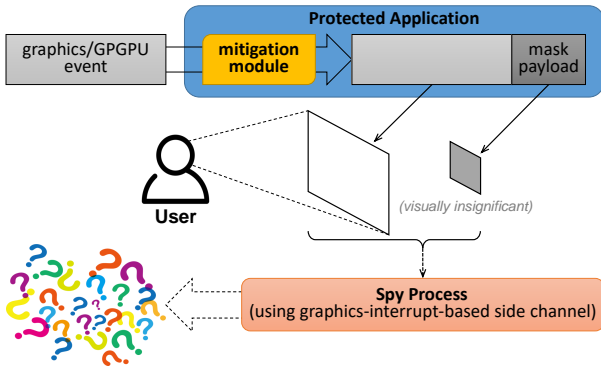 Protected Application
graphics/GPGPU
event
mitigation
module
mask
payload
User
(visually insignificant)
Spy Process
(using graphics-interrupt-based side channel)